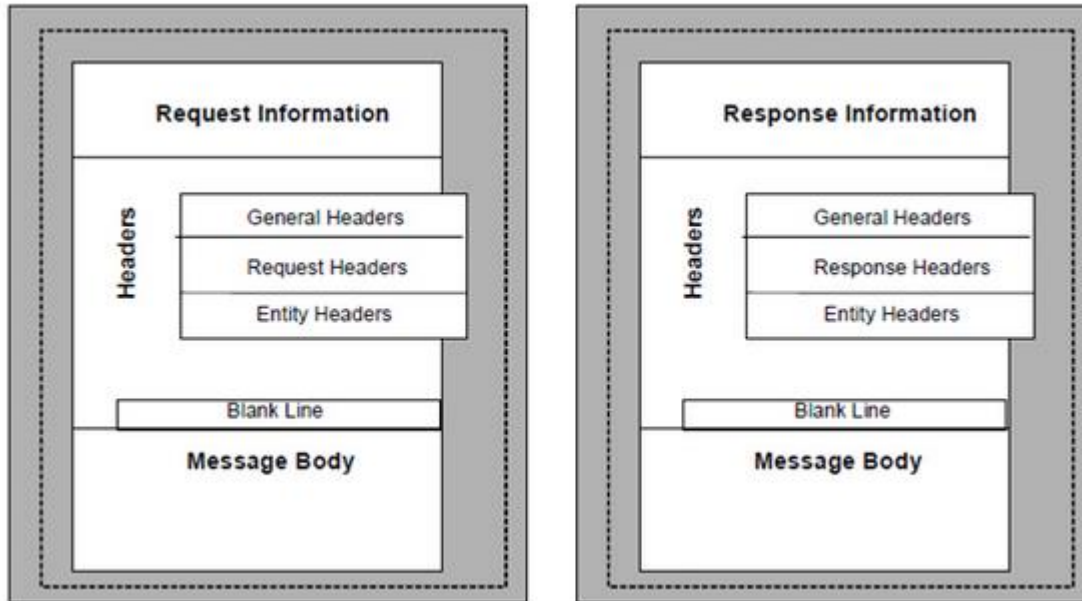 Request Information
Headers
General Headers
Request Headers
Entity Headers
Blank Line
Message Body
Response Information
Headers
General Headers
Response Headers
Entity Headers
Blank Line
Message Body